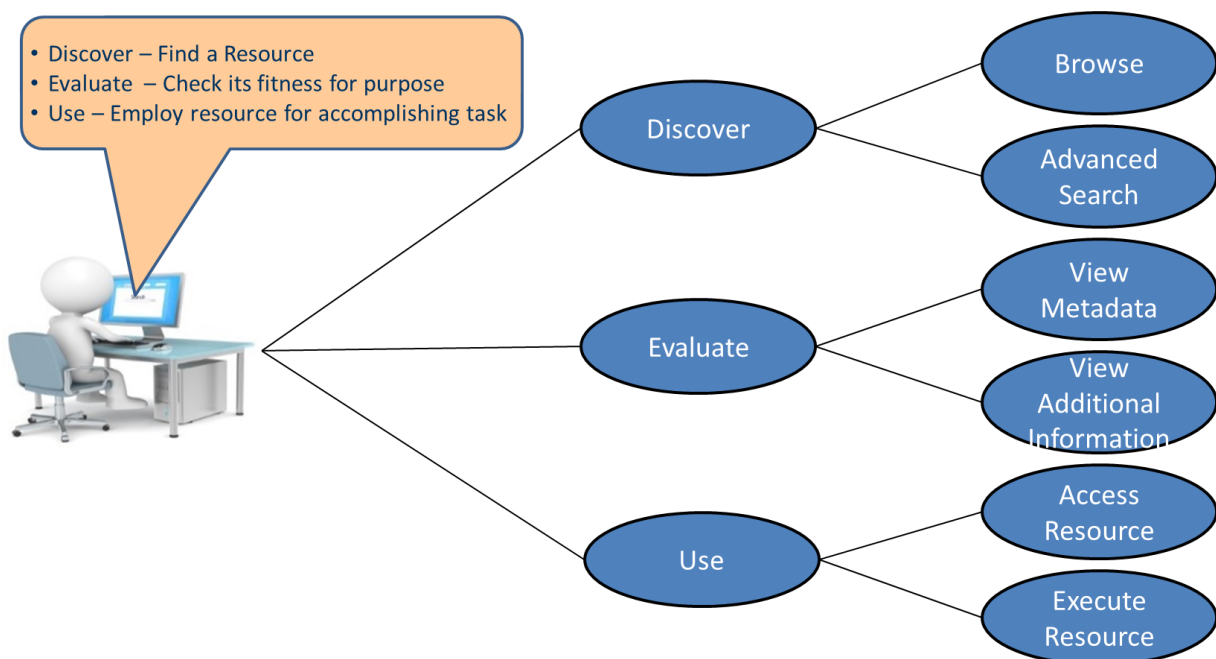 • Discover – Find a Resource
• Evaluate – Check its fitness for purpose
• Use – Employ resource for accomplishing task
Discover
Browse
Advanced
Search
Evaluate
View
Metadata
View
Additional
Information
Use
Access
Resource
Execute
Resource